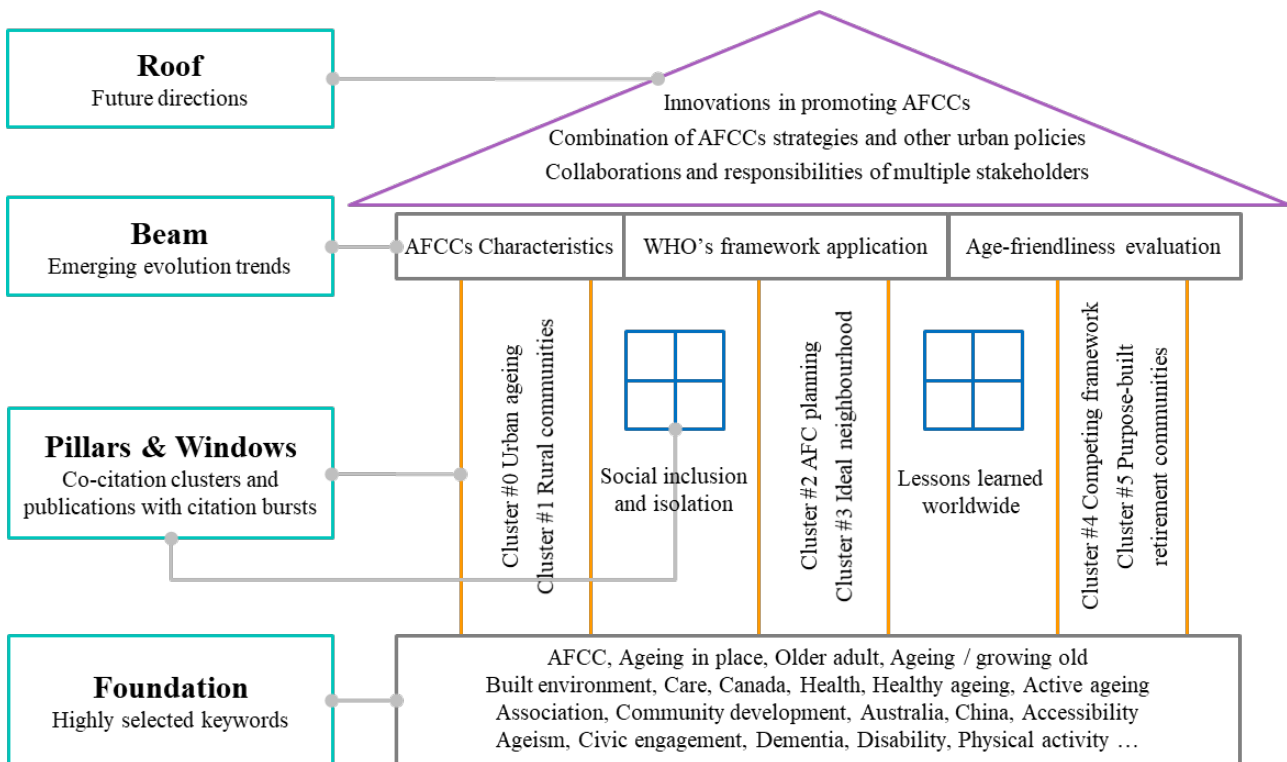 Roof
Future directions
Innovations in promoting AFCCs
Combination of AFCCs strategies and other urban policies
Collaborations and responsibilities of multiple stakeholders
Beam
Emerging evolution trends
AFCCs Characteristics
WHO's framework application
Age-friendliness evaluation
Pillars & Windows
Co-citation clusters and
publications with citation bursts
Cluster #0 Urban ageing
Cluster #1 Rural communities
Social inclusion
and isolation
Cluster #2 AFC planning
Cluster #3 Ideal neighbourhood
Lessons learned
worldwide
Cluster #4 Competing framework
Cluster #5 Purpose-built
retirement communities
Foundation
Highly selected keywords
AFCC, Ageing in place, Older adult, Ageing / growing old
Built environment, Care, Canada, Health, Healthy ageing, Active ageing
Association, Community development, Australia, China, Accessibility
Ageism, Civic engagement, Dementia, Disability, Physical activity …